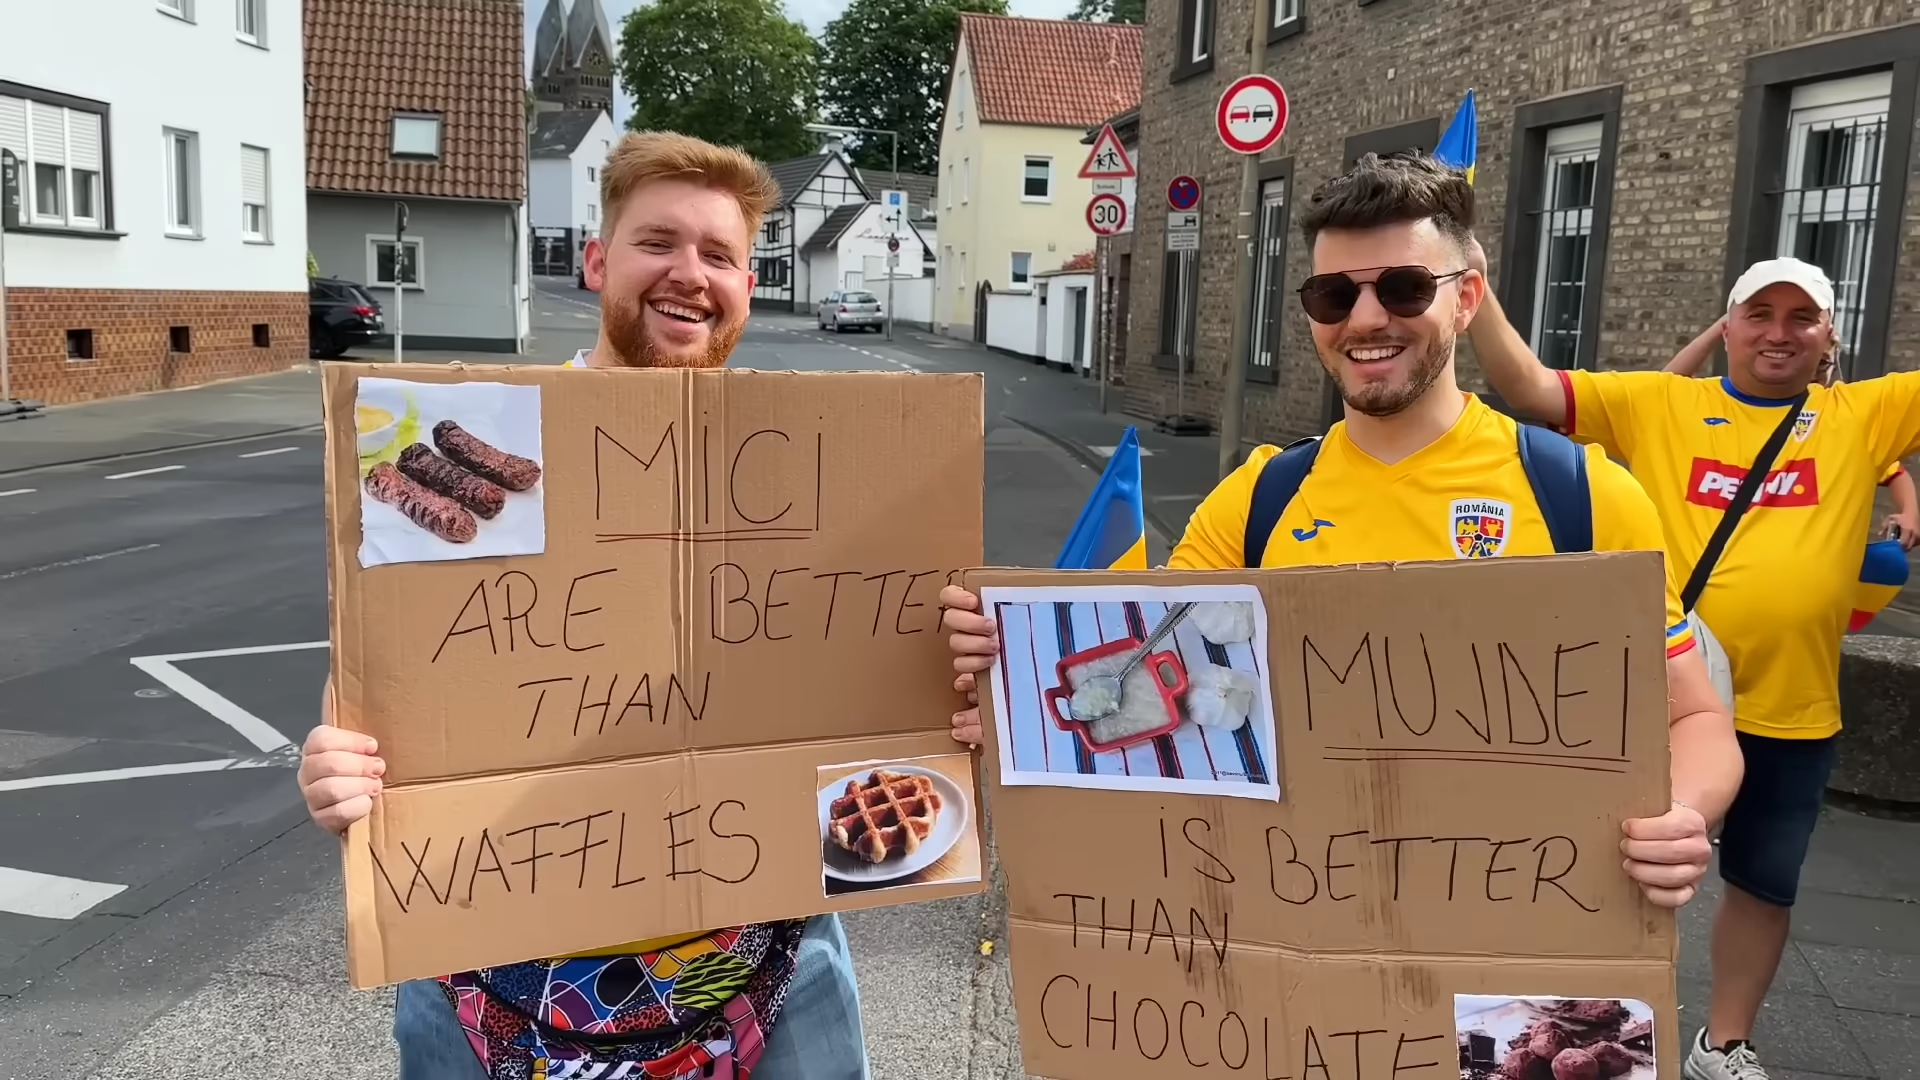 MICI
ARE BETTER
THAN
WAFFLES
MUJDEI
IS BETTER
THAN
CHOCOLATE
ROMÂNIA
PENNY.
30